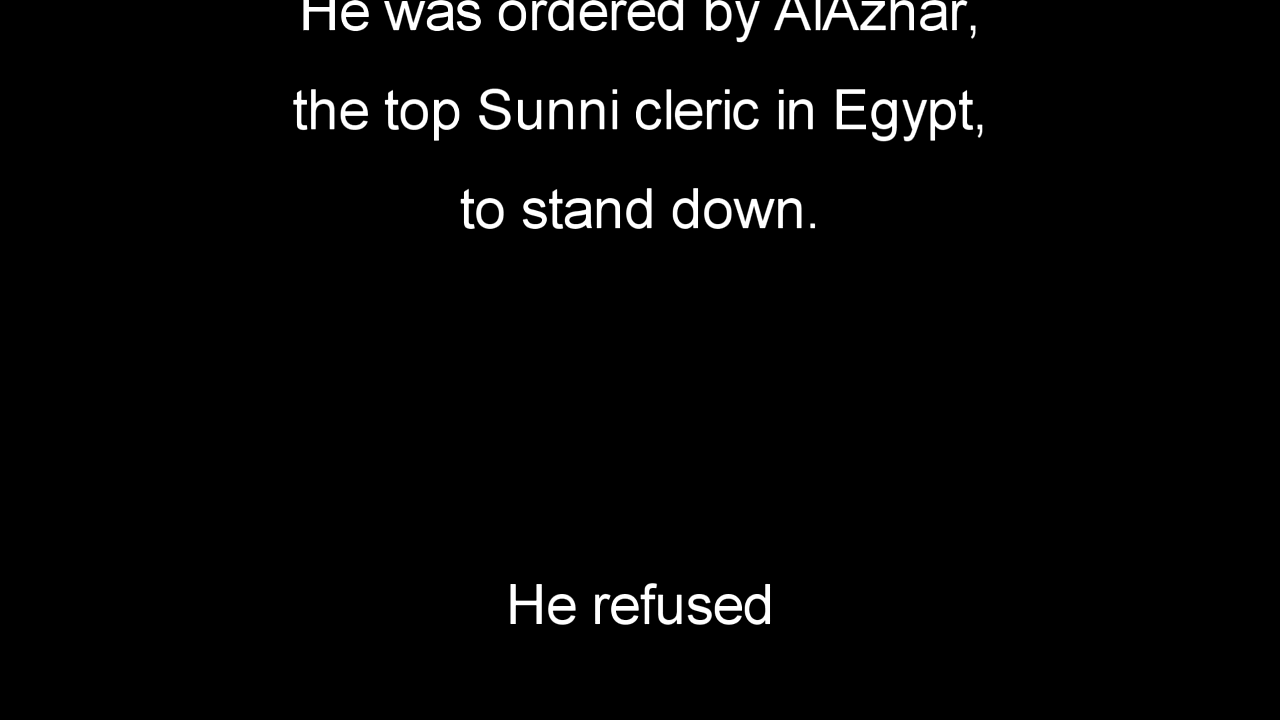 He was ordered by AlAzhar,
the top Sunni cleric in Egypt,
to stand down.
He refused